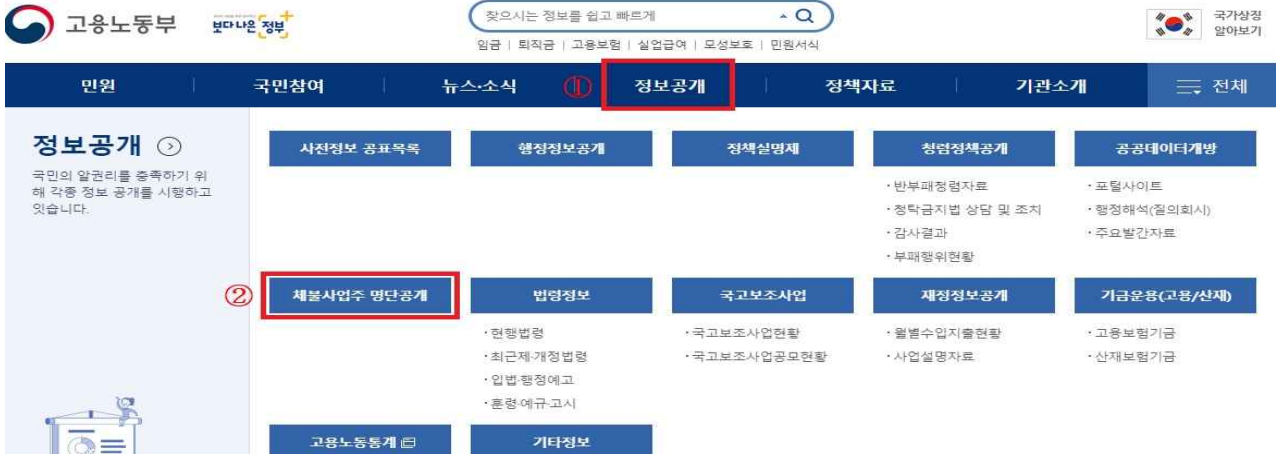 고용노동부
보다나은 정부
찾으시는 정보를 쉽고 빠르게
임금 | 퇴직금 | 고용보험 | 실업급여 | 모성보호 | 민원서식
국가상징
알아보기
민원 국민참여 뉴스·소식 ① 정보공개 정책자료 기관소개 전체
정보공개
국민의 알권리를 충족하기 위
해 각종 정보 공개를 시행하고
잇습니다.
사전정보 공표목록 행정정보공개 정책실명제 청렴정책공개 공공데이터개방
·반부패청렴자료 ·포털사이트
·청탁금지법 상담 및 조치 ·행정해석(질의회시)
·감사결과 ·주요발간자료
·부패행위현황
② 체불사업주 명단공개 법령정보 국고보조사업 재정정보공개 기금운용(고용/산재)
·현행법령 ·국고보조사업현황 ·월별수입지출현황 ·고용보험기금
·최근제·개정법령 ·국고보조사업공모현황 ·사업설명자료 ·산재보험기금
·입법·행정예고
·훈령·예규·고시
고용노동통계 기타정보